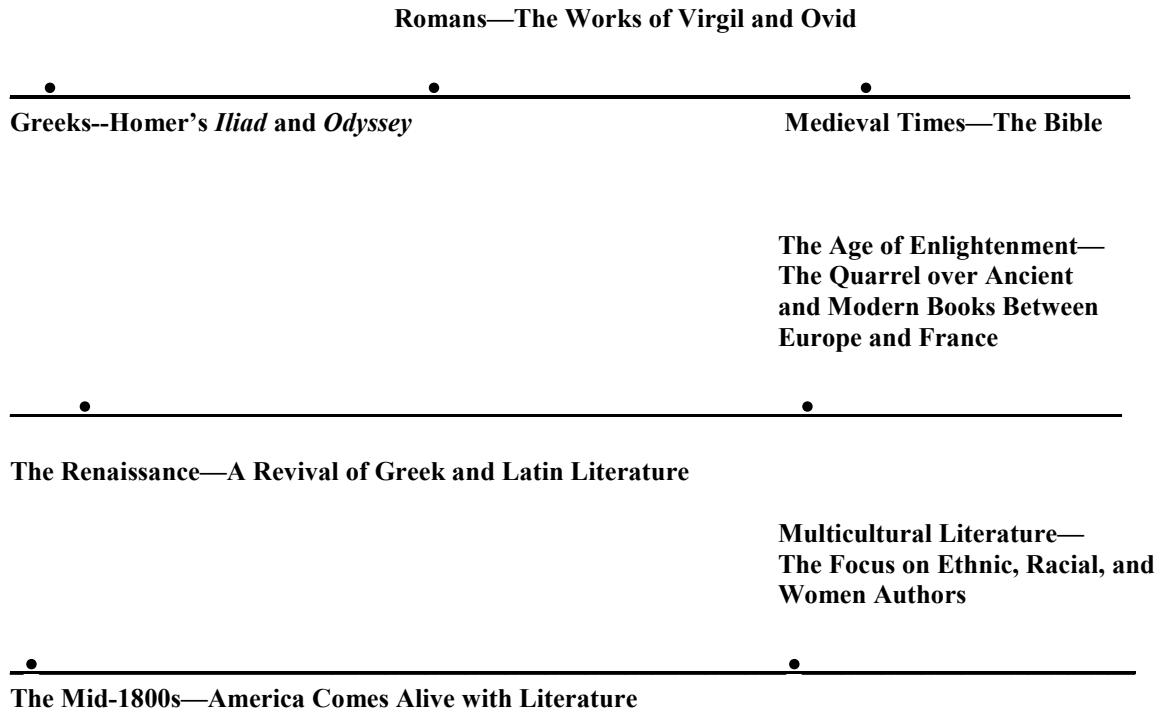 Romans—The Works of Virgil and Ovid
Greeks--Homer’s Iliad and Odyssey
Medieval Times—The Bible
The Age of Enlightenment—
The Quarrel over Ancient
and Modern Books Between
Europe and France
The Renaissance—A Revival of Greek and Latin Literature
Multicultural Literature—
The Focus on Ethnic, Racial, and
Women Authors
The Mid-1800s—America Comes Alive with Literature